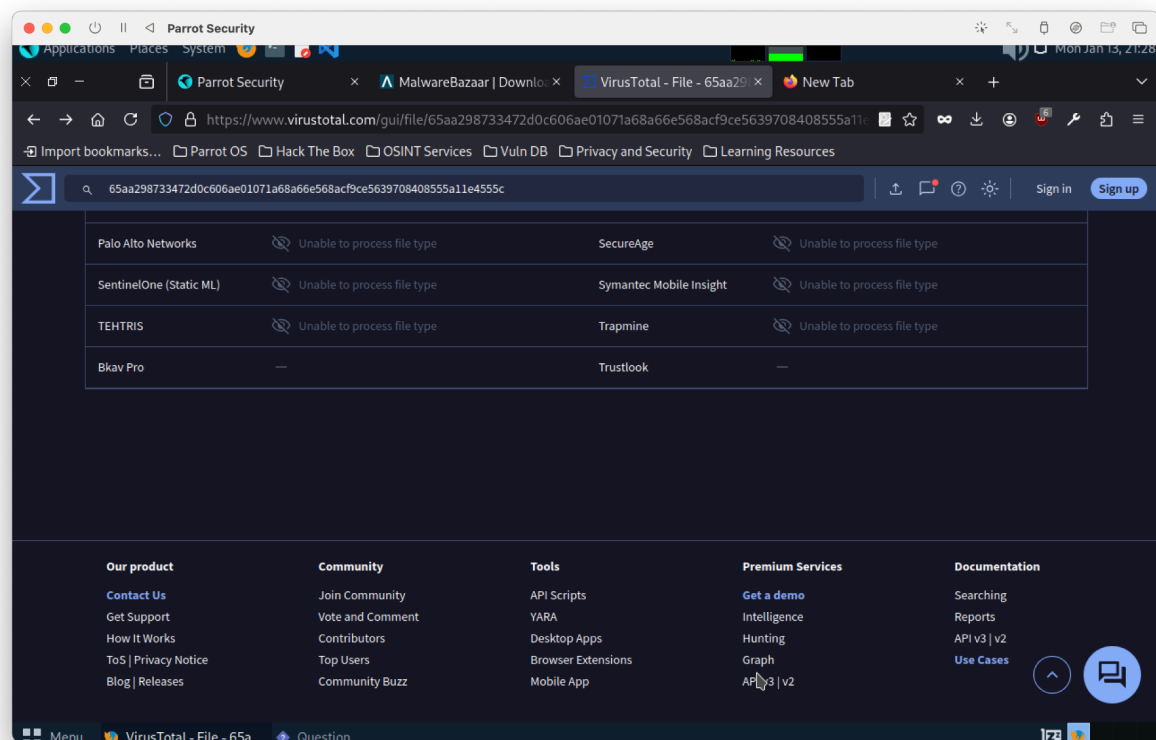 Parrot Security
Applications Places System Mon Jan 13, 21:28
Parrot Security MalwareBazaar | Downlo VirusTotal - File - 65aa29 New Tab
https://www.virustotal.com/gui/file/65aa298733472d0c606ae01071a68a66e568acf9ce5639708408555a11e 6
Import bookmarks... Parrot OS Hack The Box OSINT Services Vuln DB Privacy and Security Learning Resources
65aa298733472d0c606ae01071a68a66e568acf9ce5639708408555a11e4555c Sign in Sign up
Palo Alto Networks Unable to process file type SecureAge Unable to process file type
SentinelOne (Static ML) Unable to process file type Symantec Mobile Insight Unable to process file type
TEHTRIS Unable to process file type Trapmine Unable to process file type
Bkav Pro — Trustlook —
Our product Community Tools Premium Services Documentation
Contact Us Join Community API Scripts Get a demo Searching
Get Support Vote and Comment YARA Intelligence Reports
How It Works Contributors Desktop Apps Hunting API v3 | v2
ToS | Privacy Notice Top Users Browser Extensions Graph Use Cases
Blog | Releases Community Buzz Mobile App API v3 | v2
Menu VirusTotal - File - 65a Question